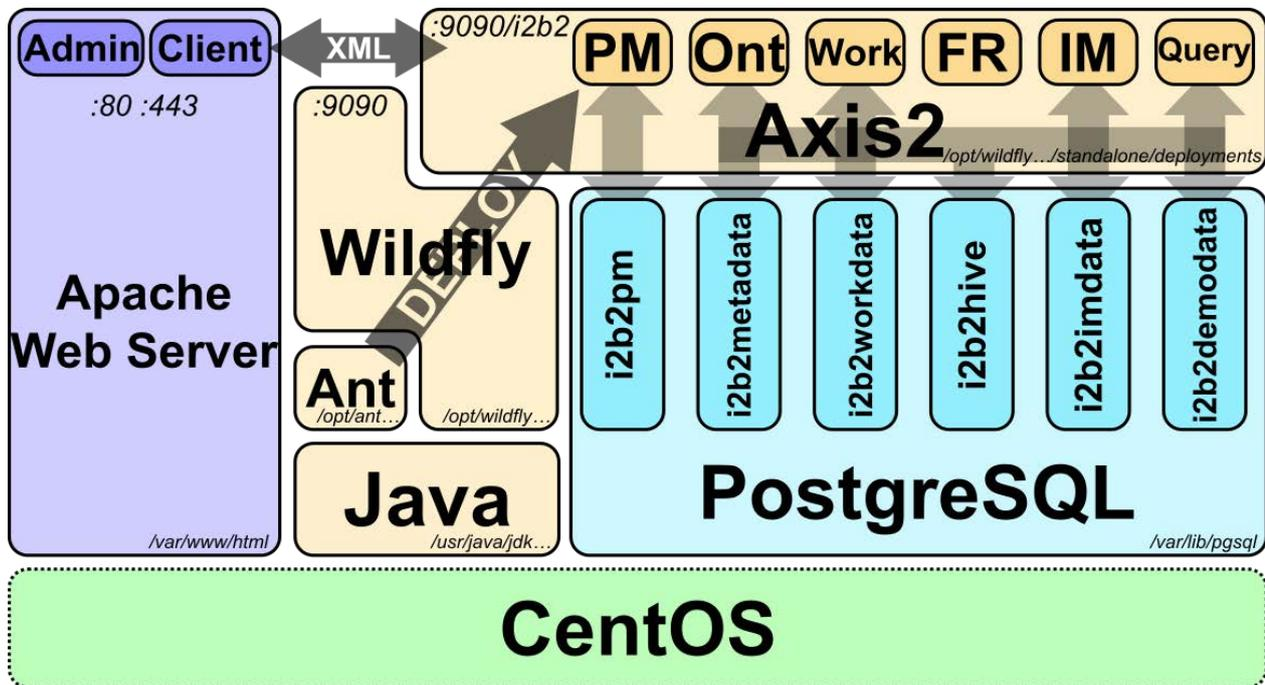 Admin
Client
:80 :443
Apache
Web Server
/var/www/html
XML
:9090/i2b2
PM
Ont
Work
FR
IM
Query
Axis2
/opt/wildfly…/standalone/deployments
:9090
Wildfly
/opt/wildfly…
DEPLOY
Ant
/opt/ant…
Java
/usr/java/jdk…
i2b2pm
i2b2metadata
i2b2workdata
i2b2hive
i2b2imdata
i2b2demodata
PostgreSQL
/var/lib/pgsql
CentOS